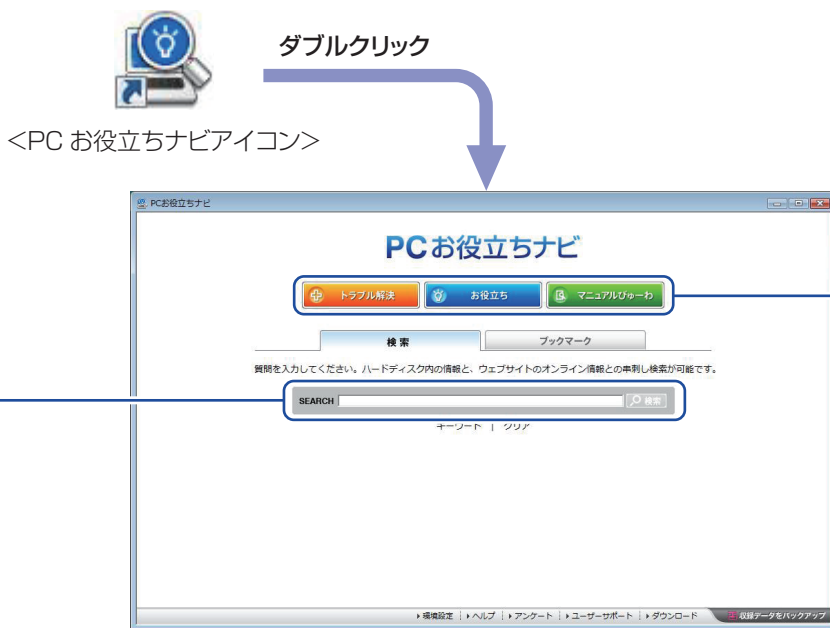 ダブルクリック
<PC お役立ちナビアイコン>
PCお役立ちナビ
PCお役立ちナビ
トラブル解決 お役立ち マニュアルびゅーわ
検索 ブックマーク
質問を入力してください。ハードディスク内の情報と、ウェブサイトのオンライン情報との串刺し検索が可能です。
SEARCH 検索
キーワード | クリア
環境設定 ヘルプ アンケート ユーザーサポート ダウンロード 収録データをバックアップ